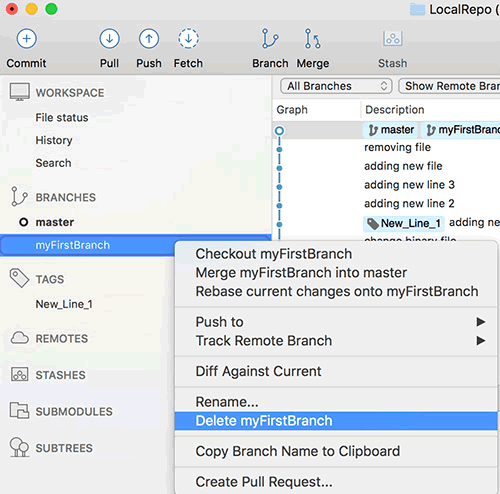 LocalRepo (
Commit Pull Push Fetch Branch Merge Stash
WORKSPACE
File status
History
Search
BRANCHES
master
myFirstBranch
TAGS
New_Line_1
REMOTES
STASHES
SUBMODULES
SUBTREES
All Branches Show Remote Bran
Graph Description
master myFirstBranc
removing file
adding new file
adding new line 3
adding new line 2
New_Line_1 adding new
change binary file
Checkout myFirstBranch
Merge myFirstBranch into master
Rebase current changes onto myFirstBranch
Push to
Track Remote Branch
Diff Against Current
Rename...
Delete myFirstBranch
Copy Branch Name to Clipboard
Create Pull Request...